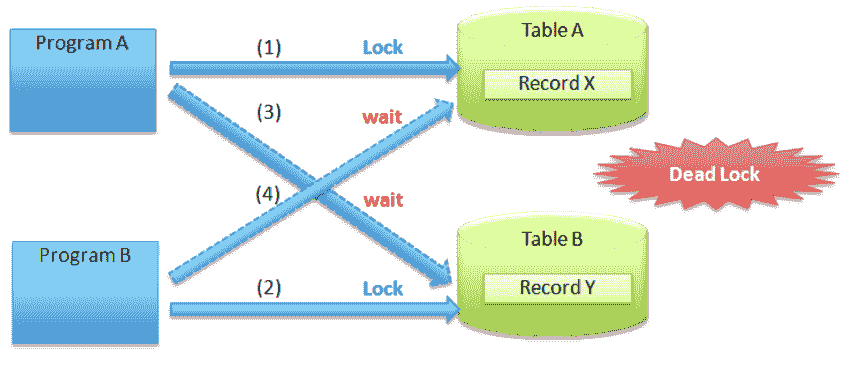 Program A
(1)
Lock
Table A
Record X
(3)
wait
Dead Lock
(4)
wait
Program B
(2)
Lock
Table B
Record Y